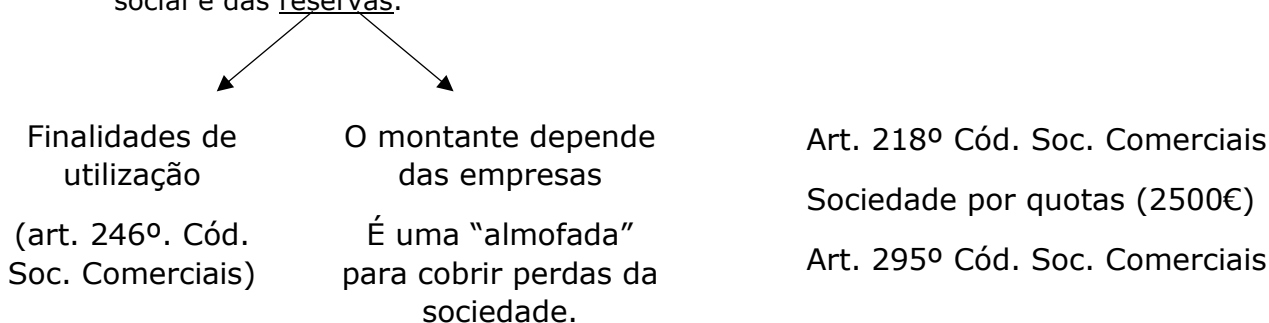 social e das reservas.
Finalidades de
utilização
(art. 246º. Cód.
Soc. Comerciais)
O montante depende
das empresas
É uma “almofada”
para cobrir perdas da
sociedade.
Art. 218º Cód. Soc. Comerciais
Sociedade por quotas (2500€)
Art. 295º Cód. Soc. Comerciais